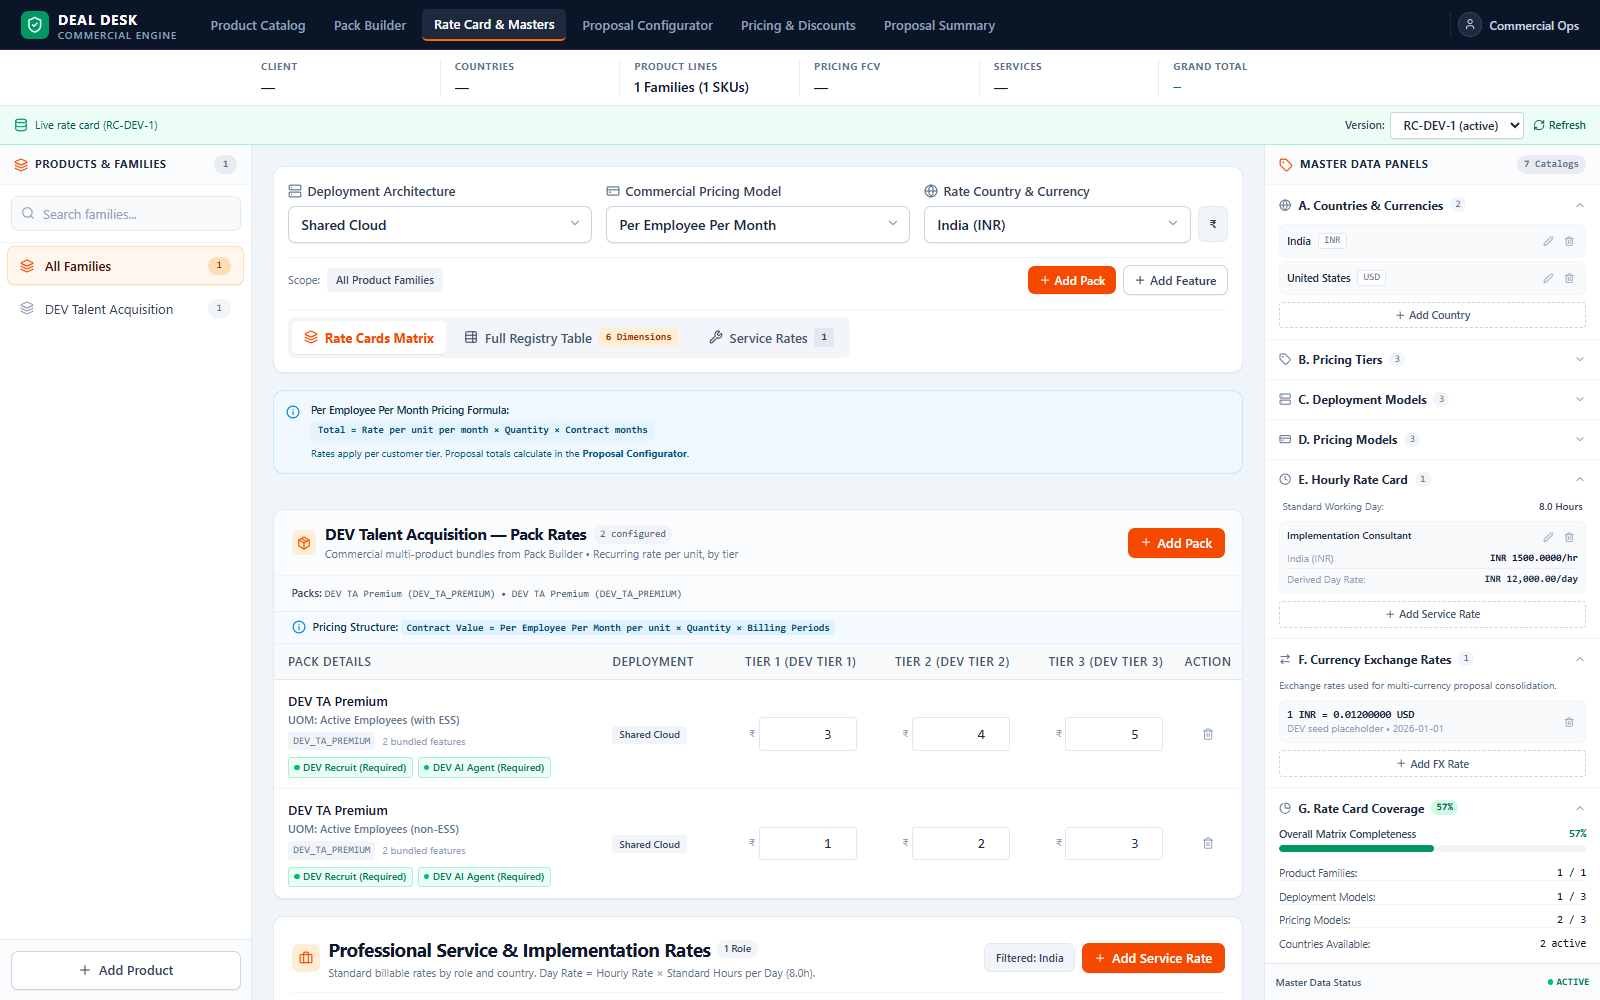 DEAL DESK
COMMERCIAL ENGINE
Product Catalog
Pack Builder
Rate Card & Masters
Proposal Configurator
Pricing & Discounts
Proposal Summary
Commercial Ops
CLIENT
—
COUNTRIES
—
PRODUCT LINES
1 Families (1 SKUs)
PRICING FCV
—
SERVICES
—
GRAND TOTAL
–
Live rate card (RC-DEV-1)
Version:
RC-DEV-1 (active)
Refresh
PRODUCTS & FAMILIES
1
Search families...
All Families
1
DEV Talent Acquisition
1
+ Add Product
Deployment Architecture
Shared Cloud
Commercial Pricing Model
Per Employee Per Month
Rate Country & Currency
India (INR)
₹
Scope:
All Product Families
+ Add Pack
+ Add Feature
Rate Cards Matrix
Full Registry Table
6 Dimensions
Service Rates
1
Per Employee Per Month Pricing Formula:
Total = Rate per unit per month × Quantity × Contract months
Rates apply per customer tier. Proposal totals calculate in the Proposal Configurator.
DEV Talent Acquisition — Pack Rates
2 configured
Commercial multi-product bundles from Pack Builder • Recurring rate per unit, by tier
+ Add Pack
Packs: DEV TA Premium (DEV_TA_PREMIUM) • DEV TA Premium (DEV_TA_PREMIUM)
Pricing Structure: Contract Value = Per Employee Per Month per unit × Quantity × Billing Periods
PACK DETAILS
DEPLOYMENT
TIER 1 (DEV TIER 1)
TIER 2 (DEV TIER 2)
TIER 3 (DEV TIER 3)
ACTION
DEV TA Premium
UOM: Active Employees (with ESS)
DEV_TA_PREMIUM
2 bundled features
DEV Recruit (Required)
DEV AI Agent (Required)
Shared Cloud
₹ 3
₹ 4
₹ 5
DEV TA Premium
UOM: Active Employees (non-ESS)
DEV_TA_PREMIUM
2 bundled features
DEV Recruit (Required)
DEV AI Agent (Required)
Shared Cloud
₹ 1
₹ 2
₹ 3
Professional Service & Implementation Rates
1 Role
Standard billable rates by role and country. Day Rate = Hourly Rate × Standard Hours per Day (8.0h).
Filtered: India
+ Add Service Rate
MASTER DATA PANELS
7 Catalogs
A. Countries & Currencies
2
India
INR
United States
USD
+ Add Country
B. Pricing Tiers
3
C. Deployment Models
3
D. Pricing Models
3
E. Hourly Rate Card
1
Standard Working Day:
8.0 Hours
Implementation Consultant
India (INR)
INR 1500.0000/hr
Derived Day Rate:
INR 12,000.00/day
+ Add Service Rate
F. Currency Exchange Rates
1
Exchange rates used for multi-currency proposal consolidation.
1 INR = 0.01200000 USD
DEV seed placeholder • 2026-01-01
+ Add FX Rate
G. Rate Card Coverage
57%
Overall Matrix Completeness
57%
Product Families:
1 / 1
Deployment Models:
1 / 3
Pricing Models:
2 / 3
Countries Available:
2 active
Master Data Status
ACTIVE